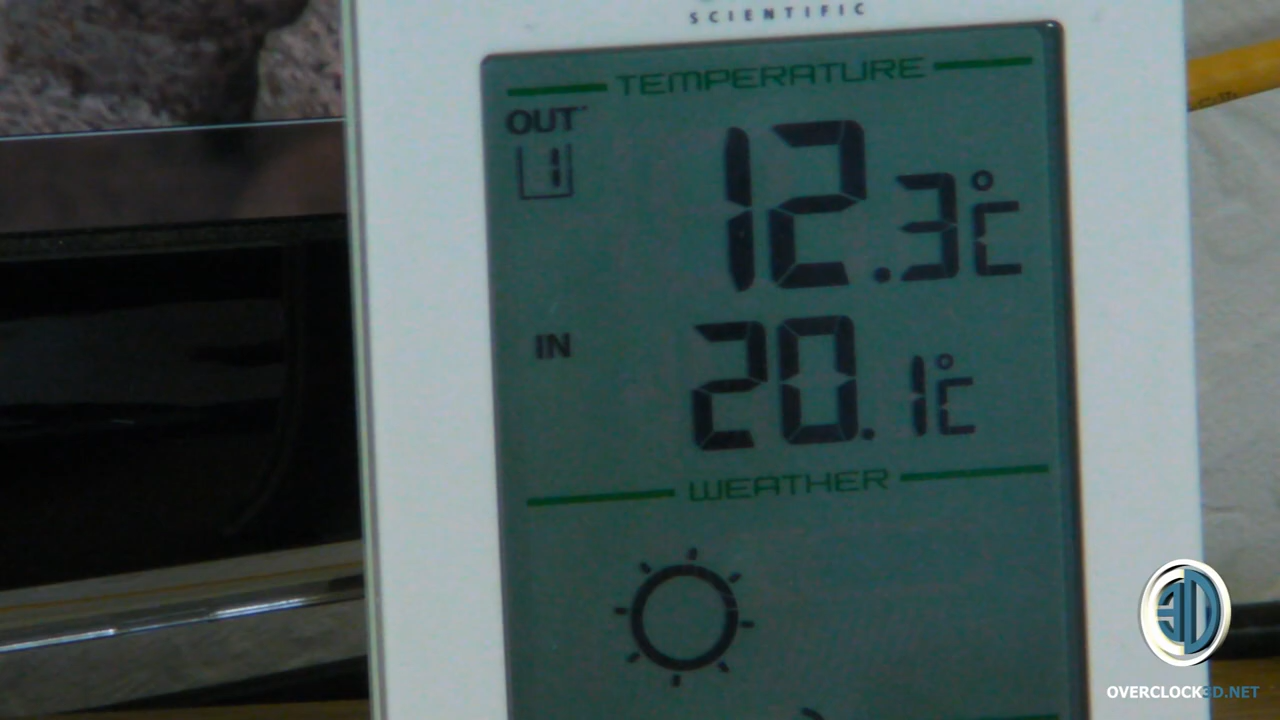 SCIENTIFIC
TEMPERATURE
OUT
1
12.3°C
IN
20.1°C
WEATHER
OVERCLOCK3D.NET